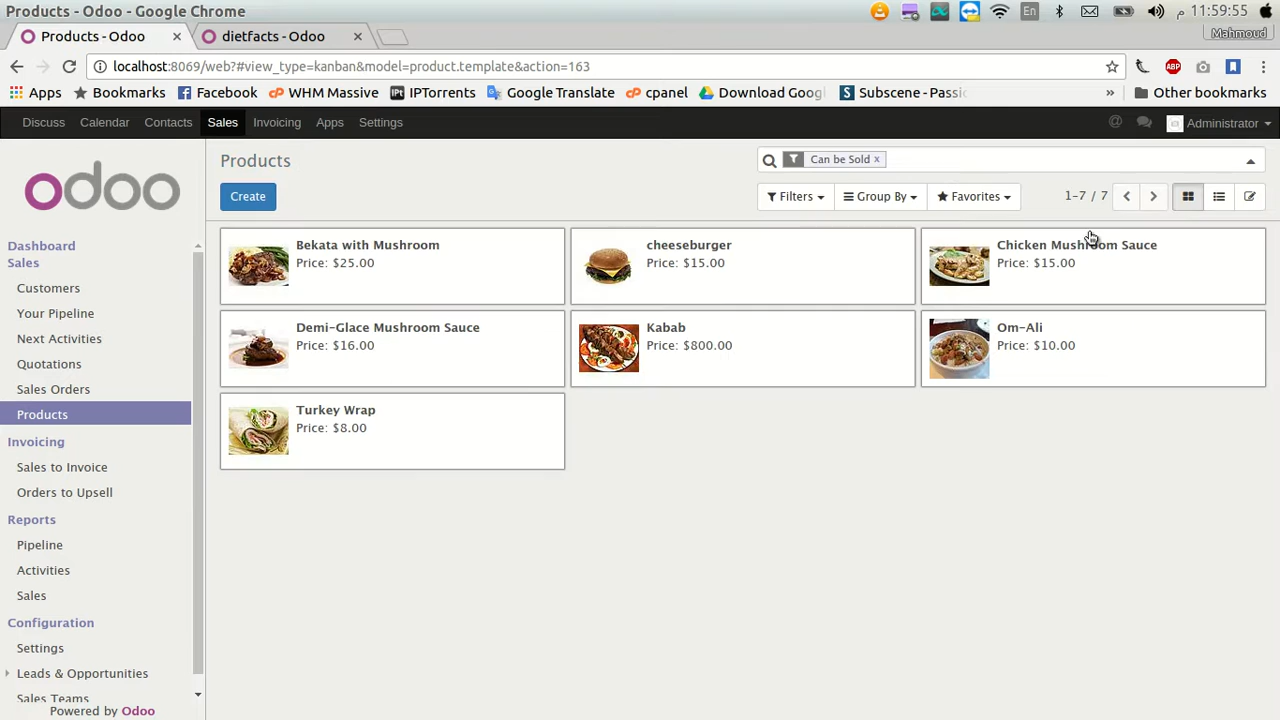 Products - Odoo - Google Chrome
En
11:59:55 م
Products - Odoo ×
dietfacts - Odoo ×
Mahmoud
localhost:8069/web?#view_type=kanban&model=product.template&action=163
ABP
Apps
Bookmarks
Facebook
WHM Massive
IPTorrents
Google Translate
cpanel
Download Goog
Subscene - Passi
»
Other bookmarks
Discuss
Calendar
Contacts
Sales
Invoicing
Apps
Settings
@
Administrator
odoo
Products
Can be Sold x
Create
Filters
Group By
Favorites
1-7 / 7
Dashboard
Sales
Customers
Your Pipeline
Next Activities
Quotations
Sales Orders
Products
Invoicing
Sales to Invoice
Orders to Upsell
Reports
Pipeline
Activities
Sales
Configuration
Settings
Leads & Opportunities
Sales Teams
Powered by Odoo
Bekata with Mushroom
Price: $25.00
cheeseburger
Price: $15.00
Chicken Mushroom Sauce
Price: $15.00
Demi-Glace Mushroom Sauce
Price: $16.00
Kabab
Price: $800.00
Om-Ali
Price: $10.00
Turkey Wrap
Price: $8.00